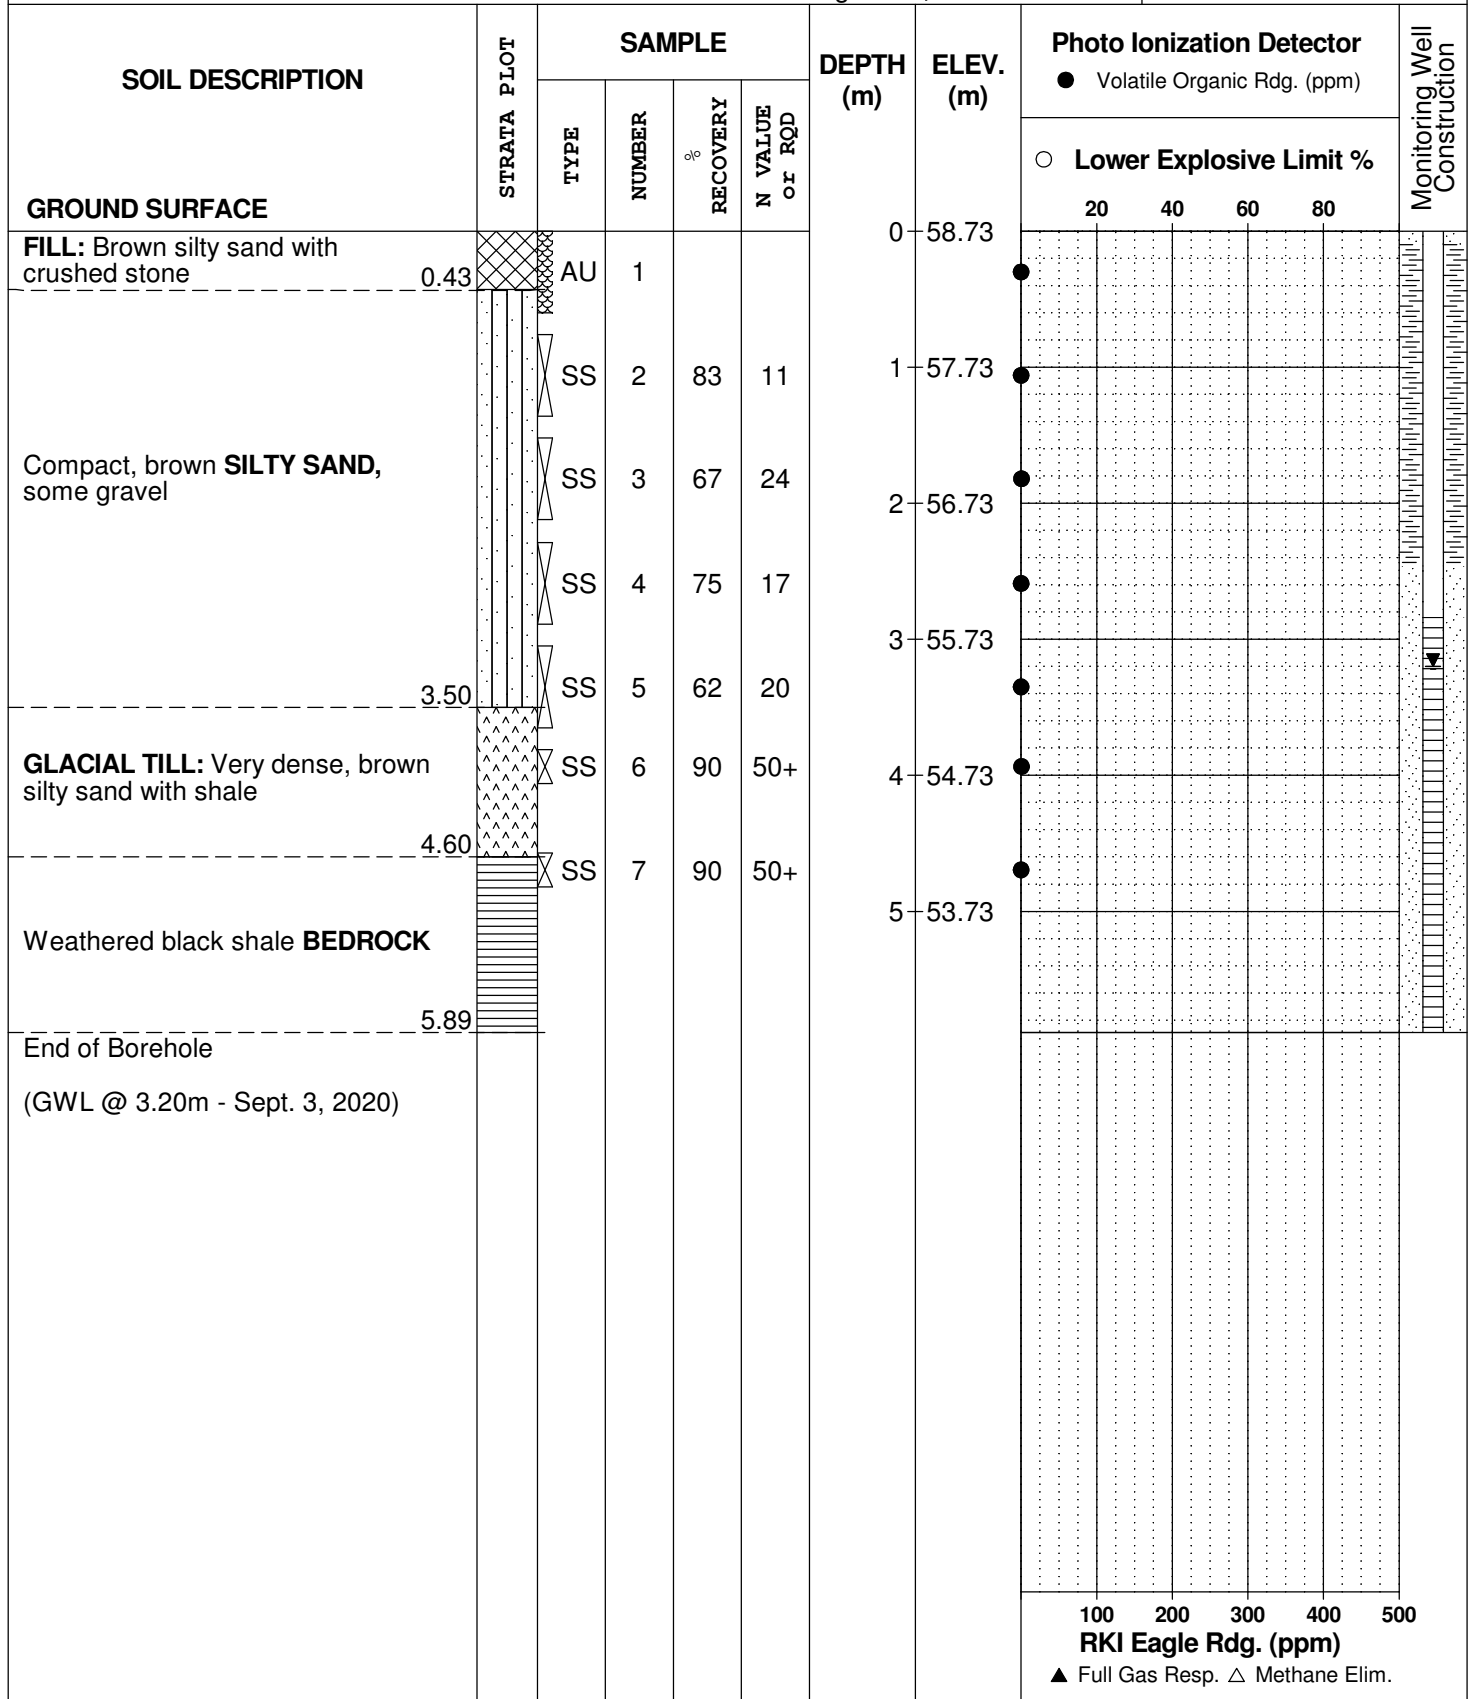 SOIL DESCRIPTION
GROUND SURFACE
STRATA PLOT
SAMPLE
TYPE
NUMBER
%
RECOVERY
N VALUE
or RQD
DEPTH
(m)
ELEV.
(m)
Photo Ionization Detector
● Volatile Organic Rdg. (ppm)
○ Lower Explosive Limit %
20 40 60 80
Monitoring Well
Construction
0 58.73
FILL: Brown silty sand with
crushed stone 0.43
AU 1
SS 2 83 11
1 57.73
Compact, brown SILTY SAND,
some gravel
SS 3 67 24
2 56.73
SS 4 75 17
3 55.73
3.50
SS 5 62 20
GLACIAL TILL: Very dense, brown
silty sand with shale
SS 6 90 50+
4 54.73
4.60
SS 7 90 50+
5 53.73
Weathered black shale BEDROCK
5.89
End of Borehole
(GWL @ 3.20m - Sept. 3, 2020)
100 200 300 400 500
RKI Eagle Rdg. (ppm)
▲ Full Gas Resp. △ Methane Elim.